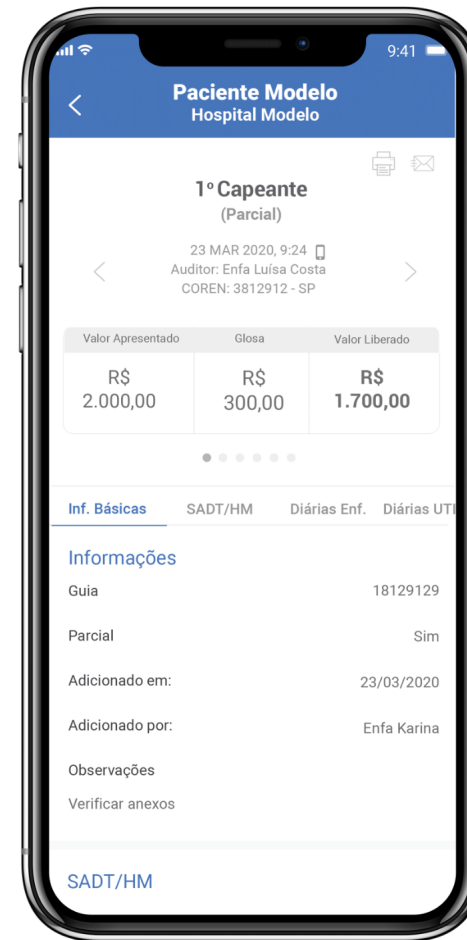 9:41
Paciente Modelo
Hospital Modelo
1º Capeante
(Parcial)
23 MAR 2020, 9:24
Auditor: Enfa Luísa Costa
COREN: 3812912 - SP
Valor Apresentado Glosa Valor Liberado
R$ R$ R$
2.000,00 300,00 1.700,00
Inf. Básicas SADT/HM Diárias Enf. Diárias UTI
Informações
Guia 18129129
Parcial Sim
Adicionado em: 23/03/2020
Adicionado por: Enfa Karina
Observações
Verificar anexos
SADT/HM